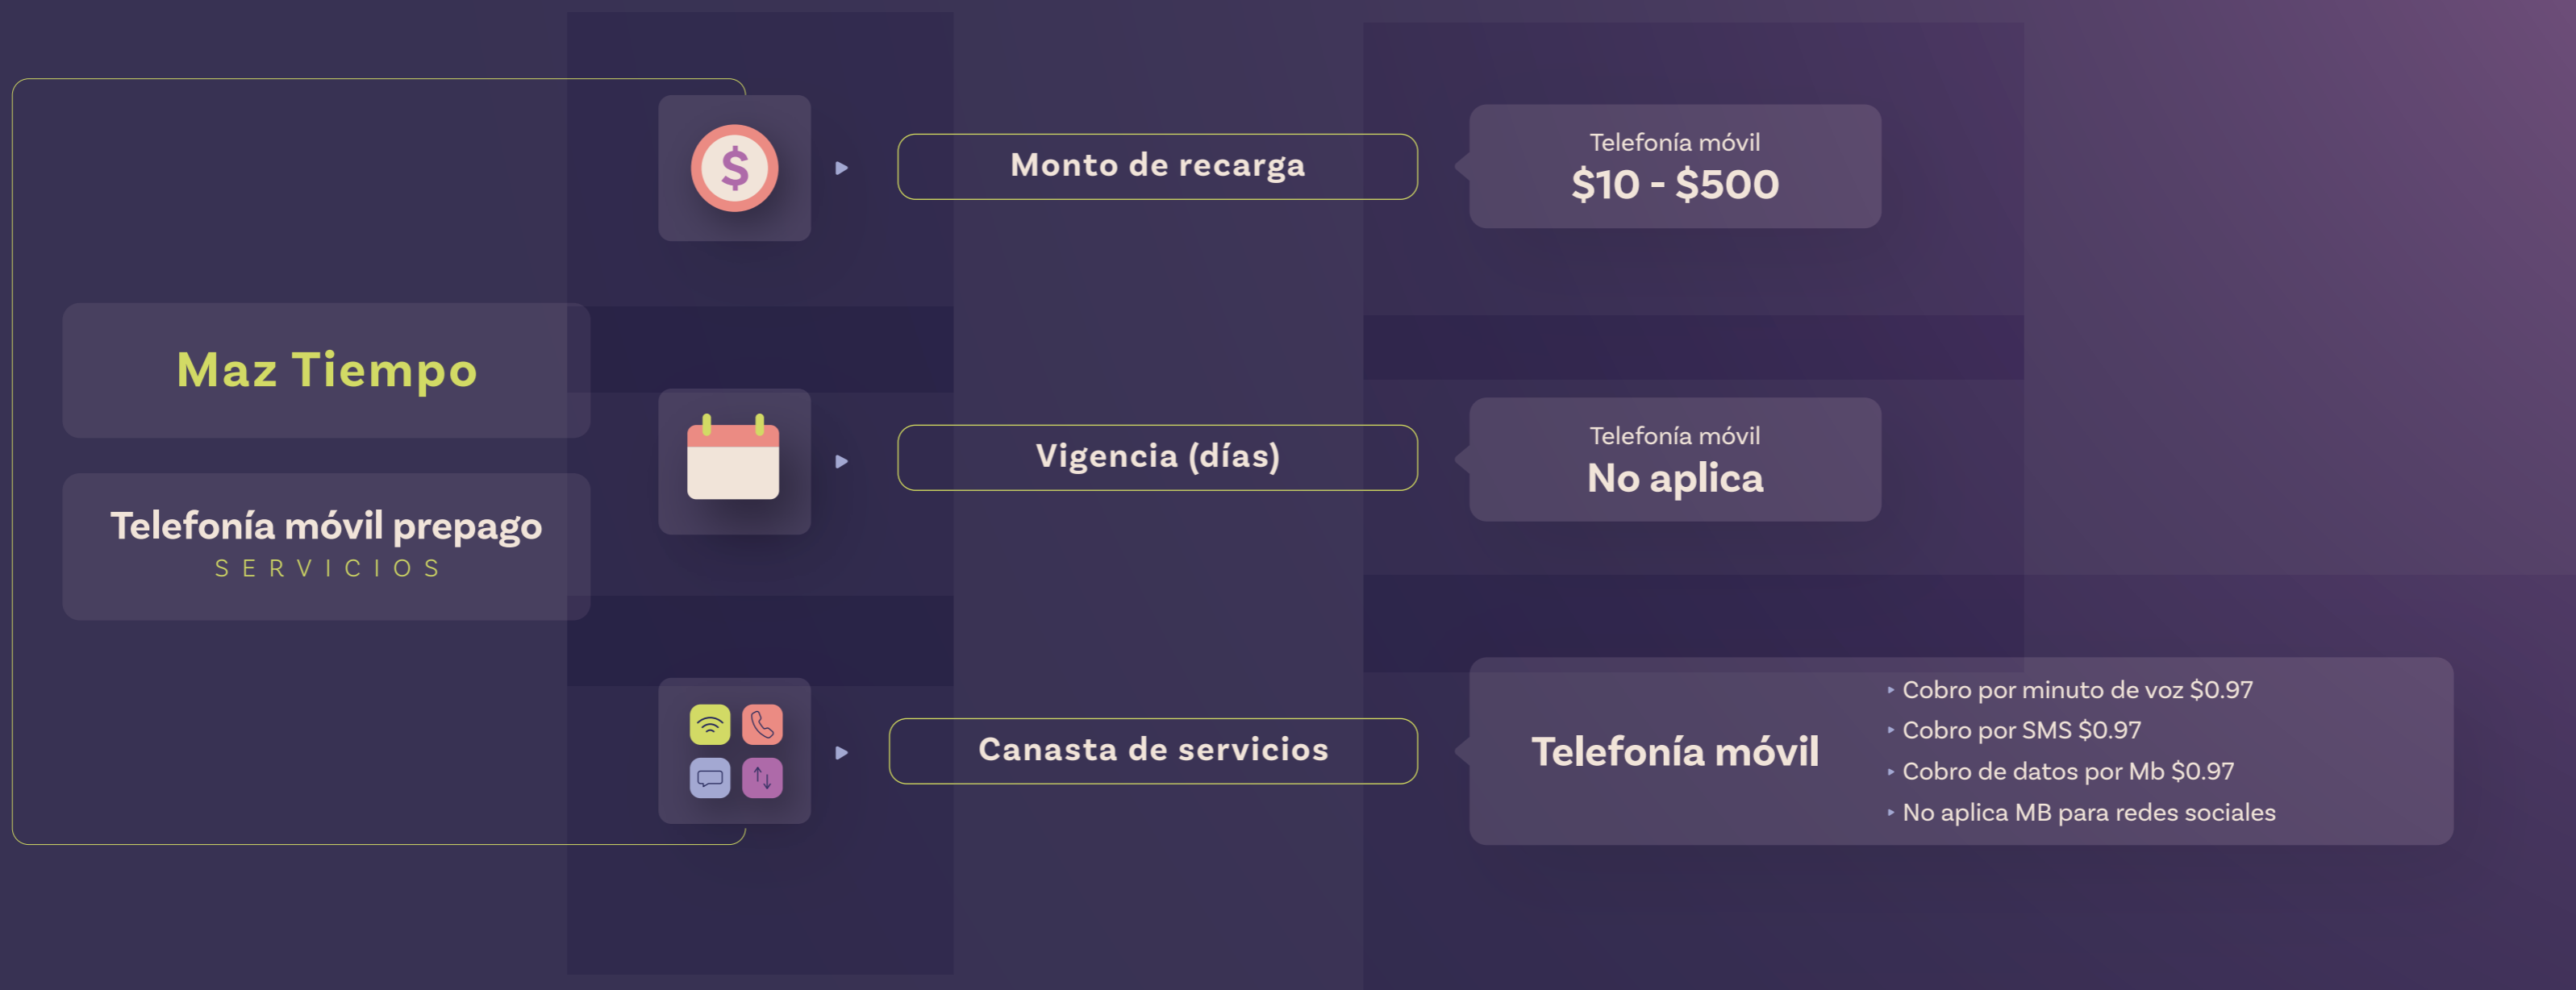 Maz Tiempo
Telefonía móvil prepago
SERVICIOS
$
Monto de recarga
Telefonía móvil
$10 - $500
Vigencia (días)
Telefonía móvil
No aplica
Canasta de servicios
Telefonía móvil
Cobro por minuto de voz $0.97
Cobro por SMS $0.97
Cobro de datos por Mb $0.97
No aplica MB para redes sociales